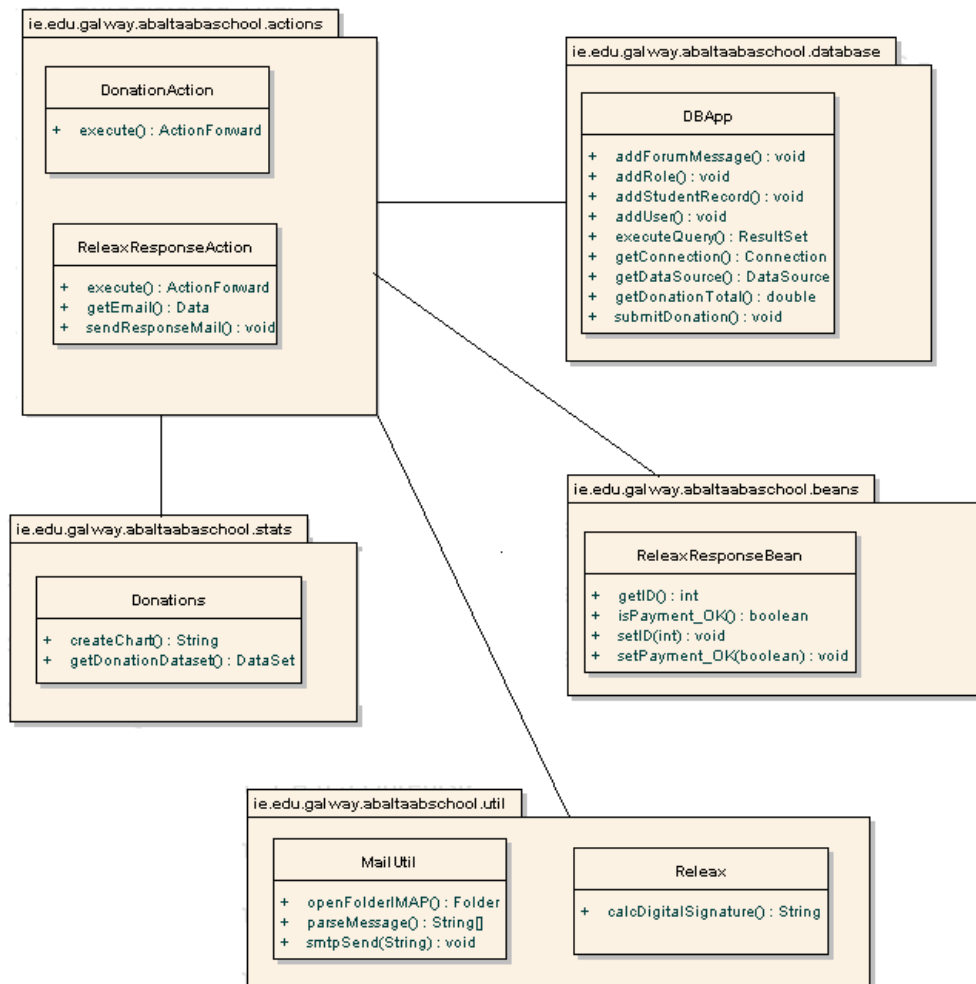 ie.edu.galway.abaltaabaschool.actions
DonationAction
+ execute() : ActionForward
ReleaxResponseAction
+ execute() : ActionForward
+ getEmail() : Data
+ sendResponseMail() : void
ie.edu.galway.abaltaabaschool.database
DBApp
+ addForumMessage() : void
+ addRole() : void
+ addStudentRecord() : void
+ addUser() : void
+ executeQuery() : ResultSet
+ getConnection() : Connection
+ getDataSource() : DataSource
+ getDonationTotal() : double
+ submitDonation() : void
ie.edu.galway.abaltaabaschool.stats
Donations
+ createChart() : String
+ getDonationDataset() : DataSet
ie.edu.galway.abaltaabaschool.beans
ReleaxResponseBean
+ getID() : int
+ isPayment_OK() : boolean
+ setID(int) : void
+ setPayment_OK(boolean) : void
ie.edu.galway.abaltaabschool.util
MailUtil
+ openFolderIMAP() : Folder
+ parseMessage() : String[]
+ smtpSend(String) : void
Releax
+ calcDigitalSignature() : String